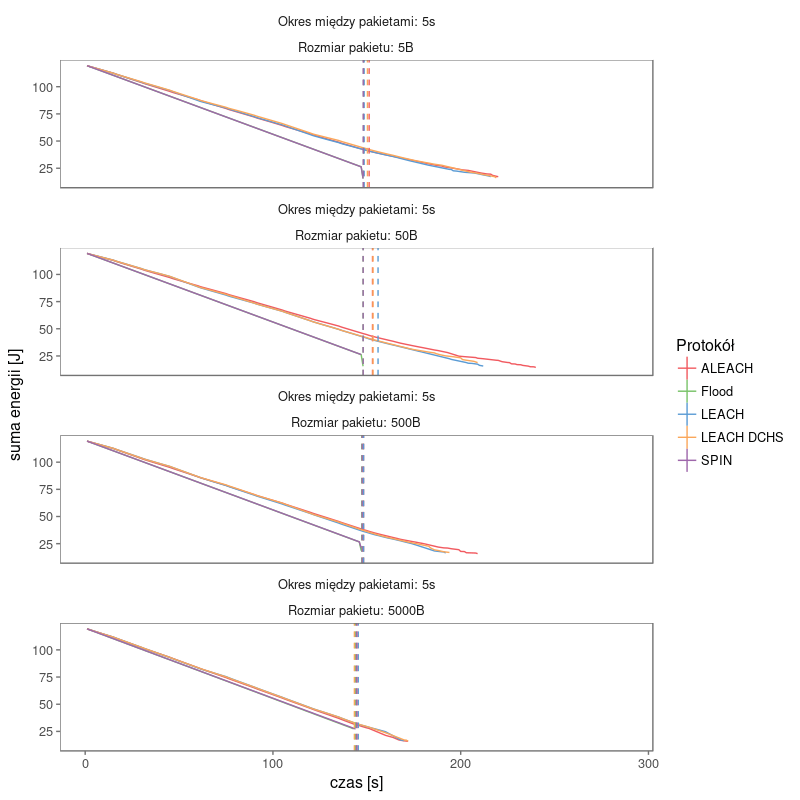 Okres między pakietami: 5s
Rozmiar pakietu: 5B
100
75
50
25
Okres między pakietami: 5s
Rozmiar pakietu: 50B
100
75
50
25
Okres między pakietami: 5s
Rozmiar pakietu: 500B
100
75
50
25
Okres między pakietami: 5s
Rozmiar pakietu: 5000B
100
75
50
25
0 100 200 300
czas [s]
suma energii [J]
Protokół
ALEACH
Flood
LEACH
LEACH DCHS
SPIN